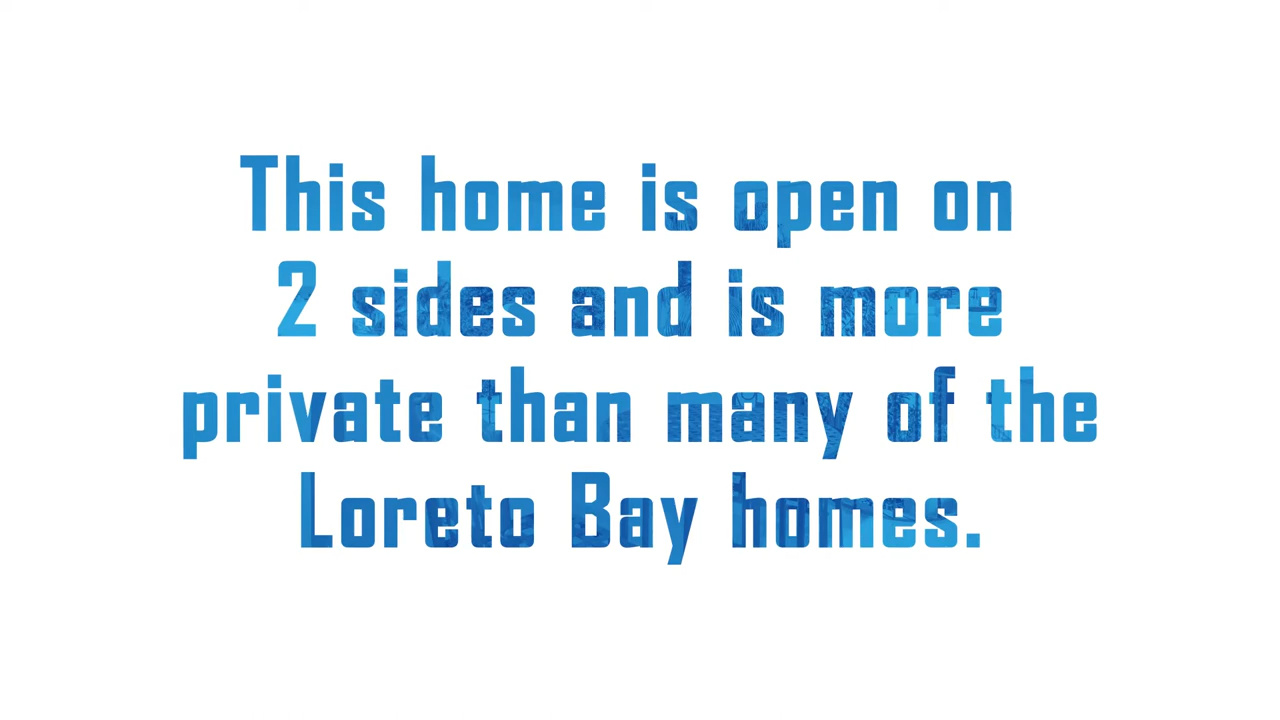 This home is open on
2 sides and is more
private than many of the
Loreto Bay homes.